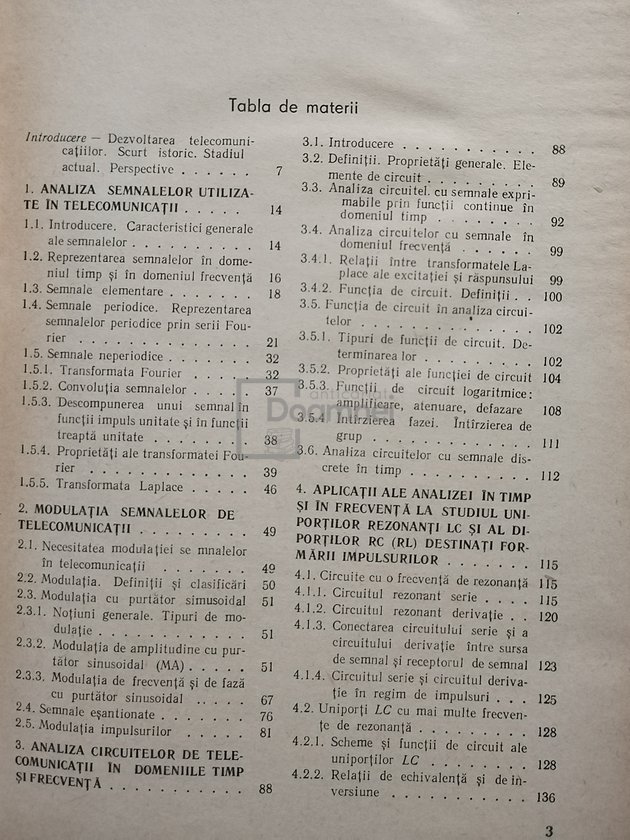 Tabla de materii
Introducere — Dezvoltarea telecomuni-
cațiilor. Scurt istoric. Stadiul
actual. Perspective . . . . . . 7
1. ANALIZA SEMNALELOR UTILIZA-
TE ÎN TELECOMUNICAȚII . . . . . 14
1.1. Introducere. Caracteristici generale
ale semnalelor . . . . . . . . . 14
1.2. Reprezentarea semnalelor în dome-
niul timp și în domeniul frecvență 16
1.3. Semnale elementare . . . . . . . 18
1.4. Semnale periodice. Reprezentarea
semnalelor periodice prin serii Fou-
rier . . . . . . . . . . . . . 21
1.5. Semnale neperiodice . . . . . . . 32
1.5.1. Transformata Fourier . . . . . . 32
1.5.2. Convoluția semnalelor . . . . . 37
1.5.3. Descompunerea unui semnal în
funcții impuls unitate și în funcții
treaptă unitate . . . . . . . . 38
1.5.4. Proprietăți ale transformatei Fou-
rier . . . . . . . . . . . . 39
1.5.5. Transformata Laplace . . . . . 46
2. MODULAȚIA SEMNALELOR DE
TELECOMUNICAȚII . . . . . . . . 49
2.1. Necesitatea modulației se mnalelor
în telecomunicații . . . . . . . 49
2.2. Modulația. Definiții și clasificări 50
2.3. Modulația cu purtător simusoidal 51
2.3.1. Noțiuni generale. Tipuri de mo-
dulație . . . . . . . . . . . 51
2.3.2. Modulația de amplitudine cu pur-
tător sinusoidal (MA) . . . . . 51
2.3.3. Modulația de frecvență și de fază
cu purtător sinusoidal . . . . . 67
2.4. Semnale eșantionate . . . . . . . 76
2.5. Modulația impulsurilor . . . . . 81
3. ANALIZA CIRCUITELOR DE TELE-
COMUNICAȚII ÎN DOMENIILE TIMP
ȘI FRECVENȚĂ . . . . . . . . . . 88
3.1. Introducere . . . . . . . . . . 88
3.2. Definiții. Proprietăți generale. Ele-
mente de circuit . . . . . . . . 89
3.3. Analiza circuitel. cu semnale expri-
mabile prin funcții continue în
domeniul timp . . . . . . . . . 92
3.4. Analiza circuitelor cu semnale în
domeniul frecvență . . . . . . . 99
3.4.1. Relații între transformatele La-
place ale excitației și răspunsului 99
3.4.2. Funcția de circuit. Definiții . . 100
3.5. Funcția de circuit în analiza circui-
telor . . . . . . . . . . . . 102
3.5.1. Tipuri de funcții de circuit. De-
terminarea lor . . . . . . . . 102
3.5.2. Proprietăți ale funcției de circuit 104
3.5.3. Funcții de circuit logaritmice:
amplificare, atenuare, defazare 108
3.5.4 Întîrzierea fazei. Întîrzierea de
grup . . . . . . . . . . . . 111
3.6. Analiza circuitelor cu semnale dis-
crete în timp . . . . . . . . . 112
4. APLICAȚII ALE ANALIZEI ÎN TIMP
ȘI ÎN FRECVENȚĂ LA STUDIUL UNI-
PORȚILOR REZONANȚI LC ȘI AL DI-
PORȚILOR RC (RL) DESTINAȚI FOR-
MĂRII IMPULSURILOR . . . . . . . 115
4.1. Circuite cu o frecvență de rezonanță 115
4.1.1. Circuitul rezonant serie . . . . 115
4.1.2. Circuitul rezonant derivație . . 120
4.1.3. Conectarea circuitului serie și a
circuitului derivație între sursa
de semnal și receptorul de semnal 123
4.1.4. Circuitul serie și circuitul deriva-
ție în regim de impulsuri . . . 125
4.2. Uniporți LC cu mai multe frecven-
țe de rezonanță . . . . . . . . 128
4.2.1. Scheme și funcții de circuit ale
uniporților LC . . . . . . . . 128
4.2.2. Relații de echivalență și de in-
versiune . . . . . . . . . . 136
3
anticariat
Doamnei